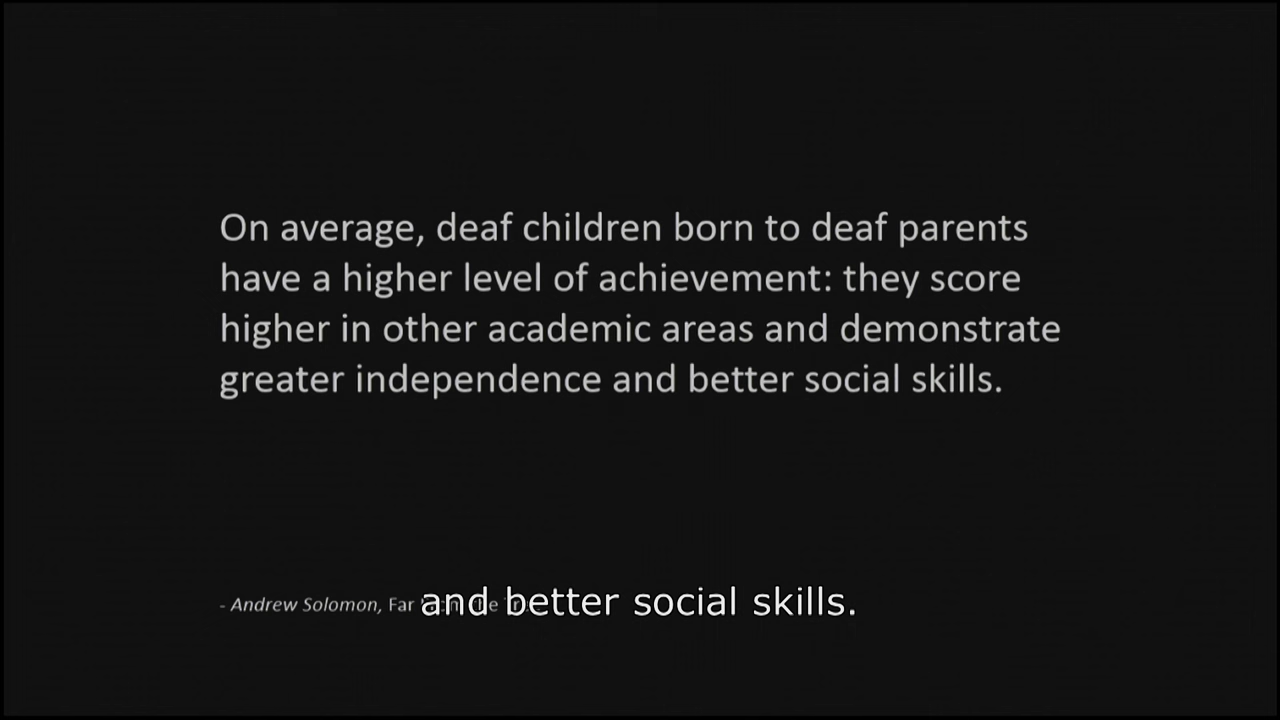 On average, deaf children born to deaf parents
have a higher level of achievement: they score
higher in other academic areas and demonstrate
greater independence and better social skills.
- Andrew Solomon, Far
and better social skills.